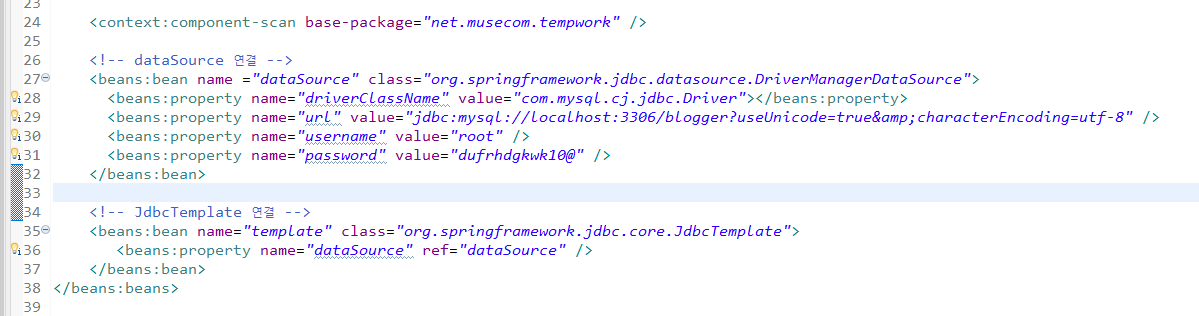 23
24 <context:component-scan base-package="net.musecom.tempwork" />
25
26 <!-- dataSource 연결 -->
27 <beans:bean name ="dataSource" class="org.springframework.jdbc.datasource.DriverManagerDataSource">
28 <beans:property name="driverClassName" value="com.mysql.cj.jdbc.Driver"></beans:property>
29 <beans:property name="url" value="jdbc:mysql://localhost:3306/blogger?useUnicode=true&amp;characterEncoding=utf-8" />
30 <beans:property name="username" value="root" />
31 <beans:property name="password" value="dufrhdgkwk10@" />
32 </beans:bean>
33
34 <!-- JdbcTemplate 연결 -->
35 <beans:bean name="template" class="org.springframework.jdbc.core.JdbcTemplate">
36 <beans:property name="dataSource" ref="dataSource" />
37 </beans:bean>
38 </beans:beans>
39